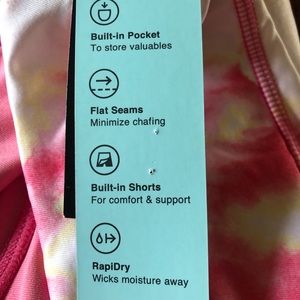 Built-in Pocket
To store valuables
Flat Seams
Minimize chafing
Built-in Shorts
For comfort & support
RapiDry
Wicks moisture away